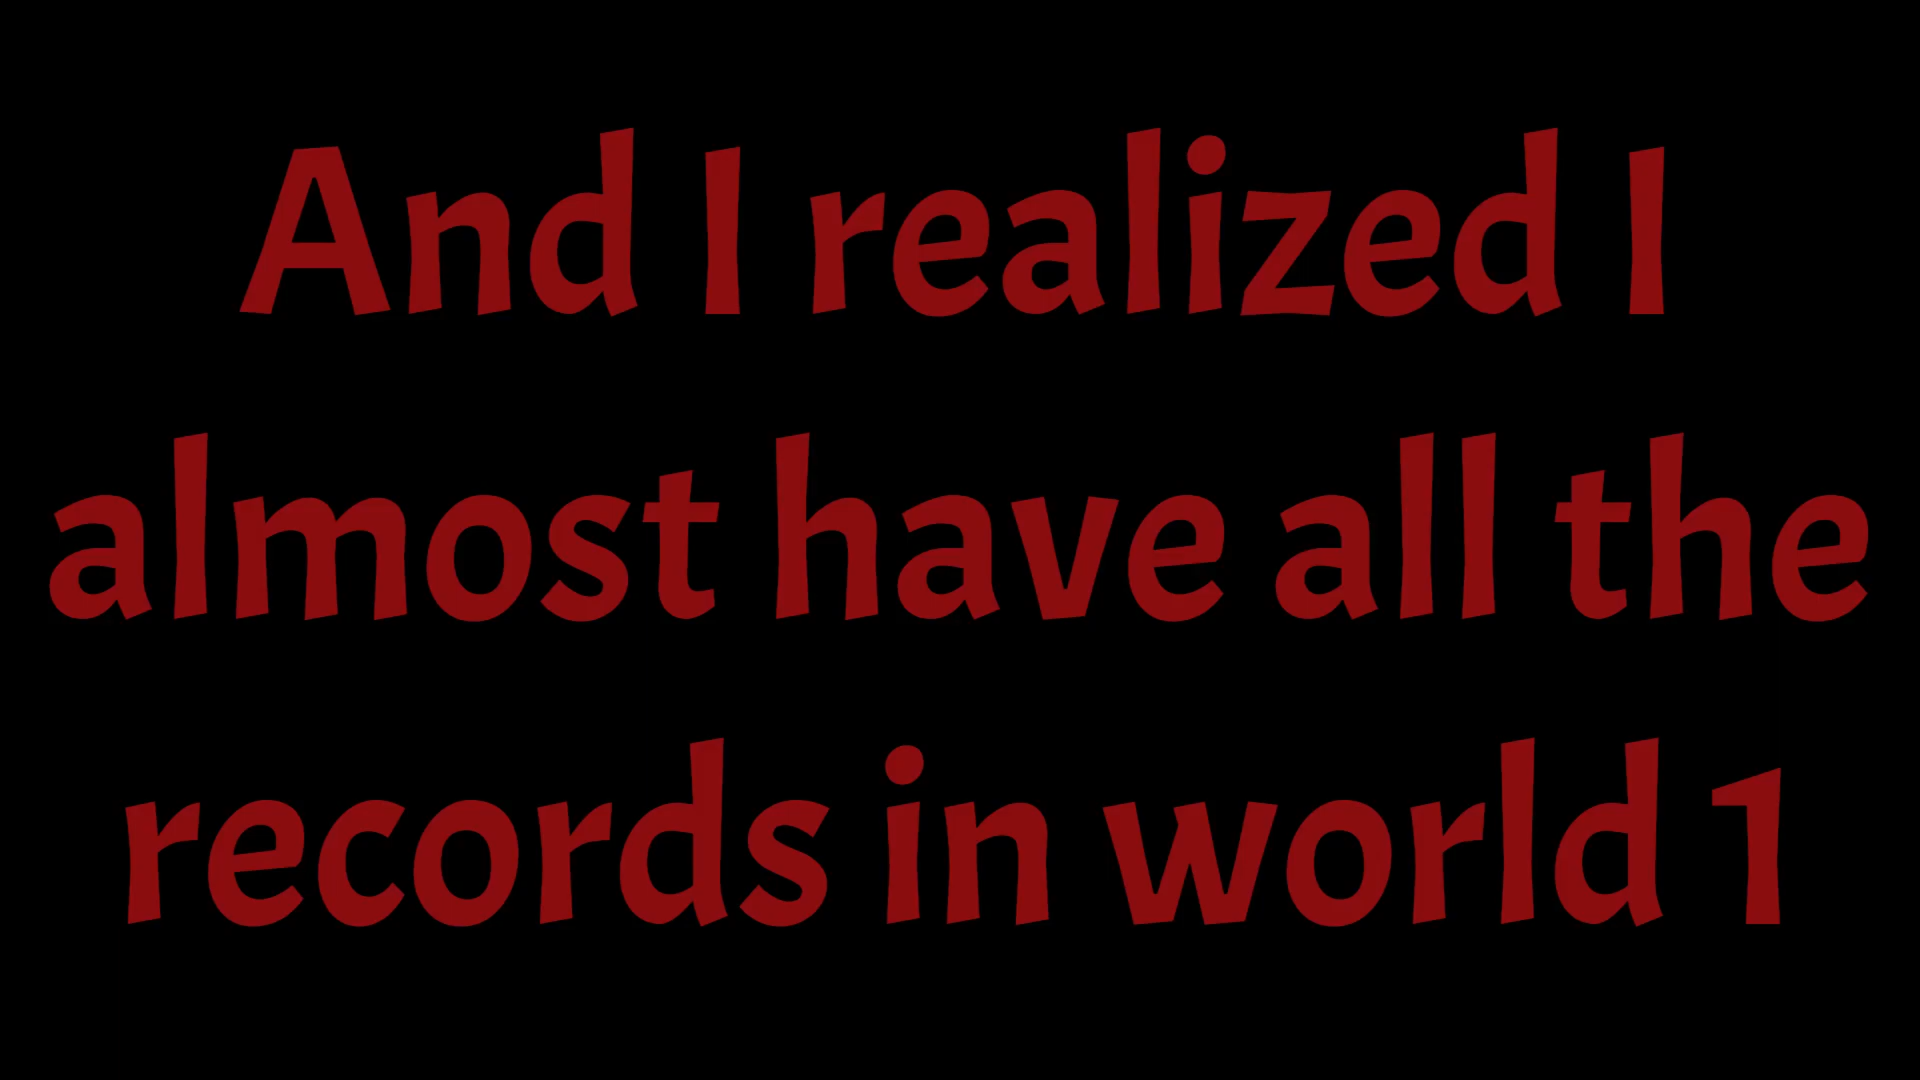 And I realized I
almost have all the
records in world 1